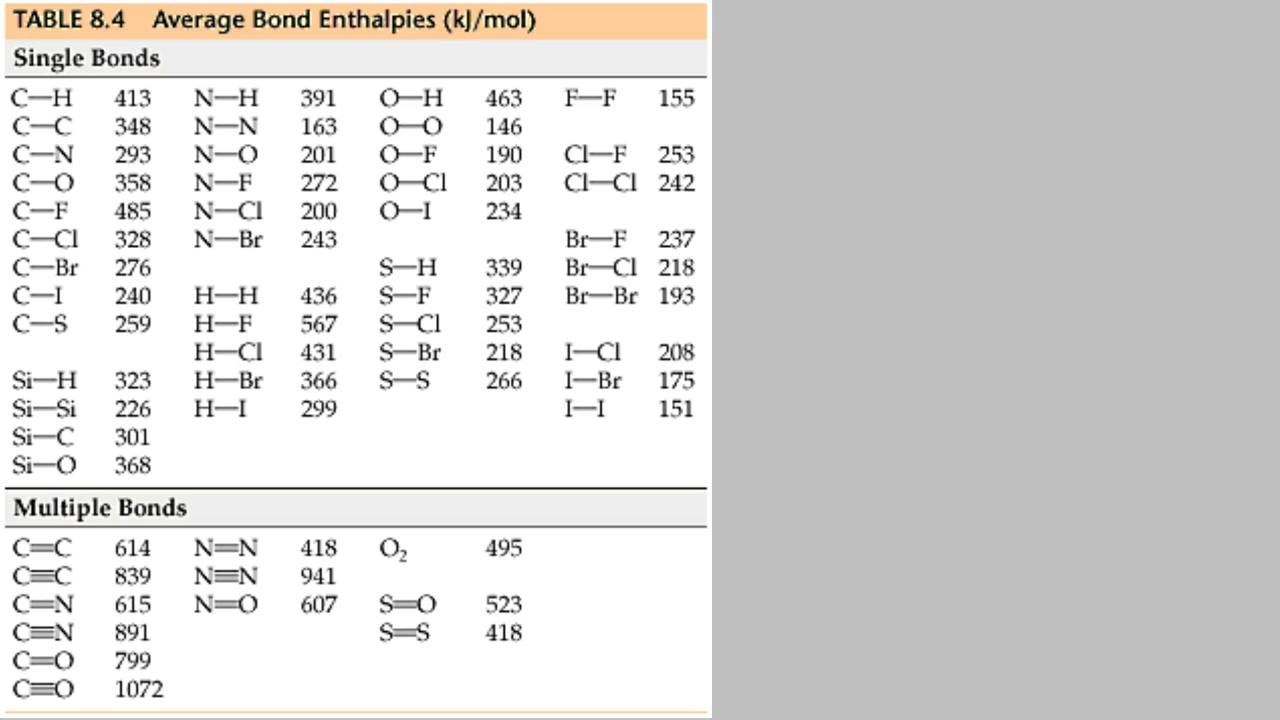 TABLE 8.4 Average Bond Enthalpies (kJ/mol)
Single Bonds
C—H 413 N—H 391 O—H 463 F—F 155
C—C 348 N—N 163 O—O 146
C—N 293 N—O 201 O—F 190 Cl—F 253
C—O 358 N—F 272 O—Cl 203 Cl—Cl 242
C—F 485 N—Cl 200 O—I 234
C—Cl 328 N—Br 243 Br—F 237
C—Br 276 S—H 339 Br—Cl 218
C—I 240 H—H 436 S—F 327 Br—Br 193
C—S 259 H—F 567 S—Cl 253
H—Cl 431 S—Br 218 I—Cl 208
Si—H 323 H—Br 366 S—S 266 I—Br 175
Si—Si 226 H—I 299 I—I 151
Si—C 301
Si—O 368
Multiple Bonds
C=C 614 N=N 418 O₂ 495
C≡C 839 N≡N 941
C=N 615 N=O 607 S=O 523
C≡N 891 S=S 418
C=O 799
C≡O 1072